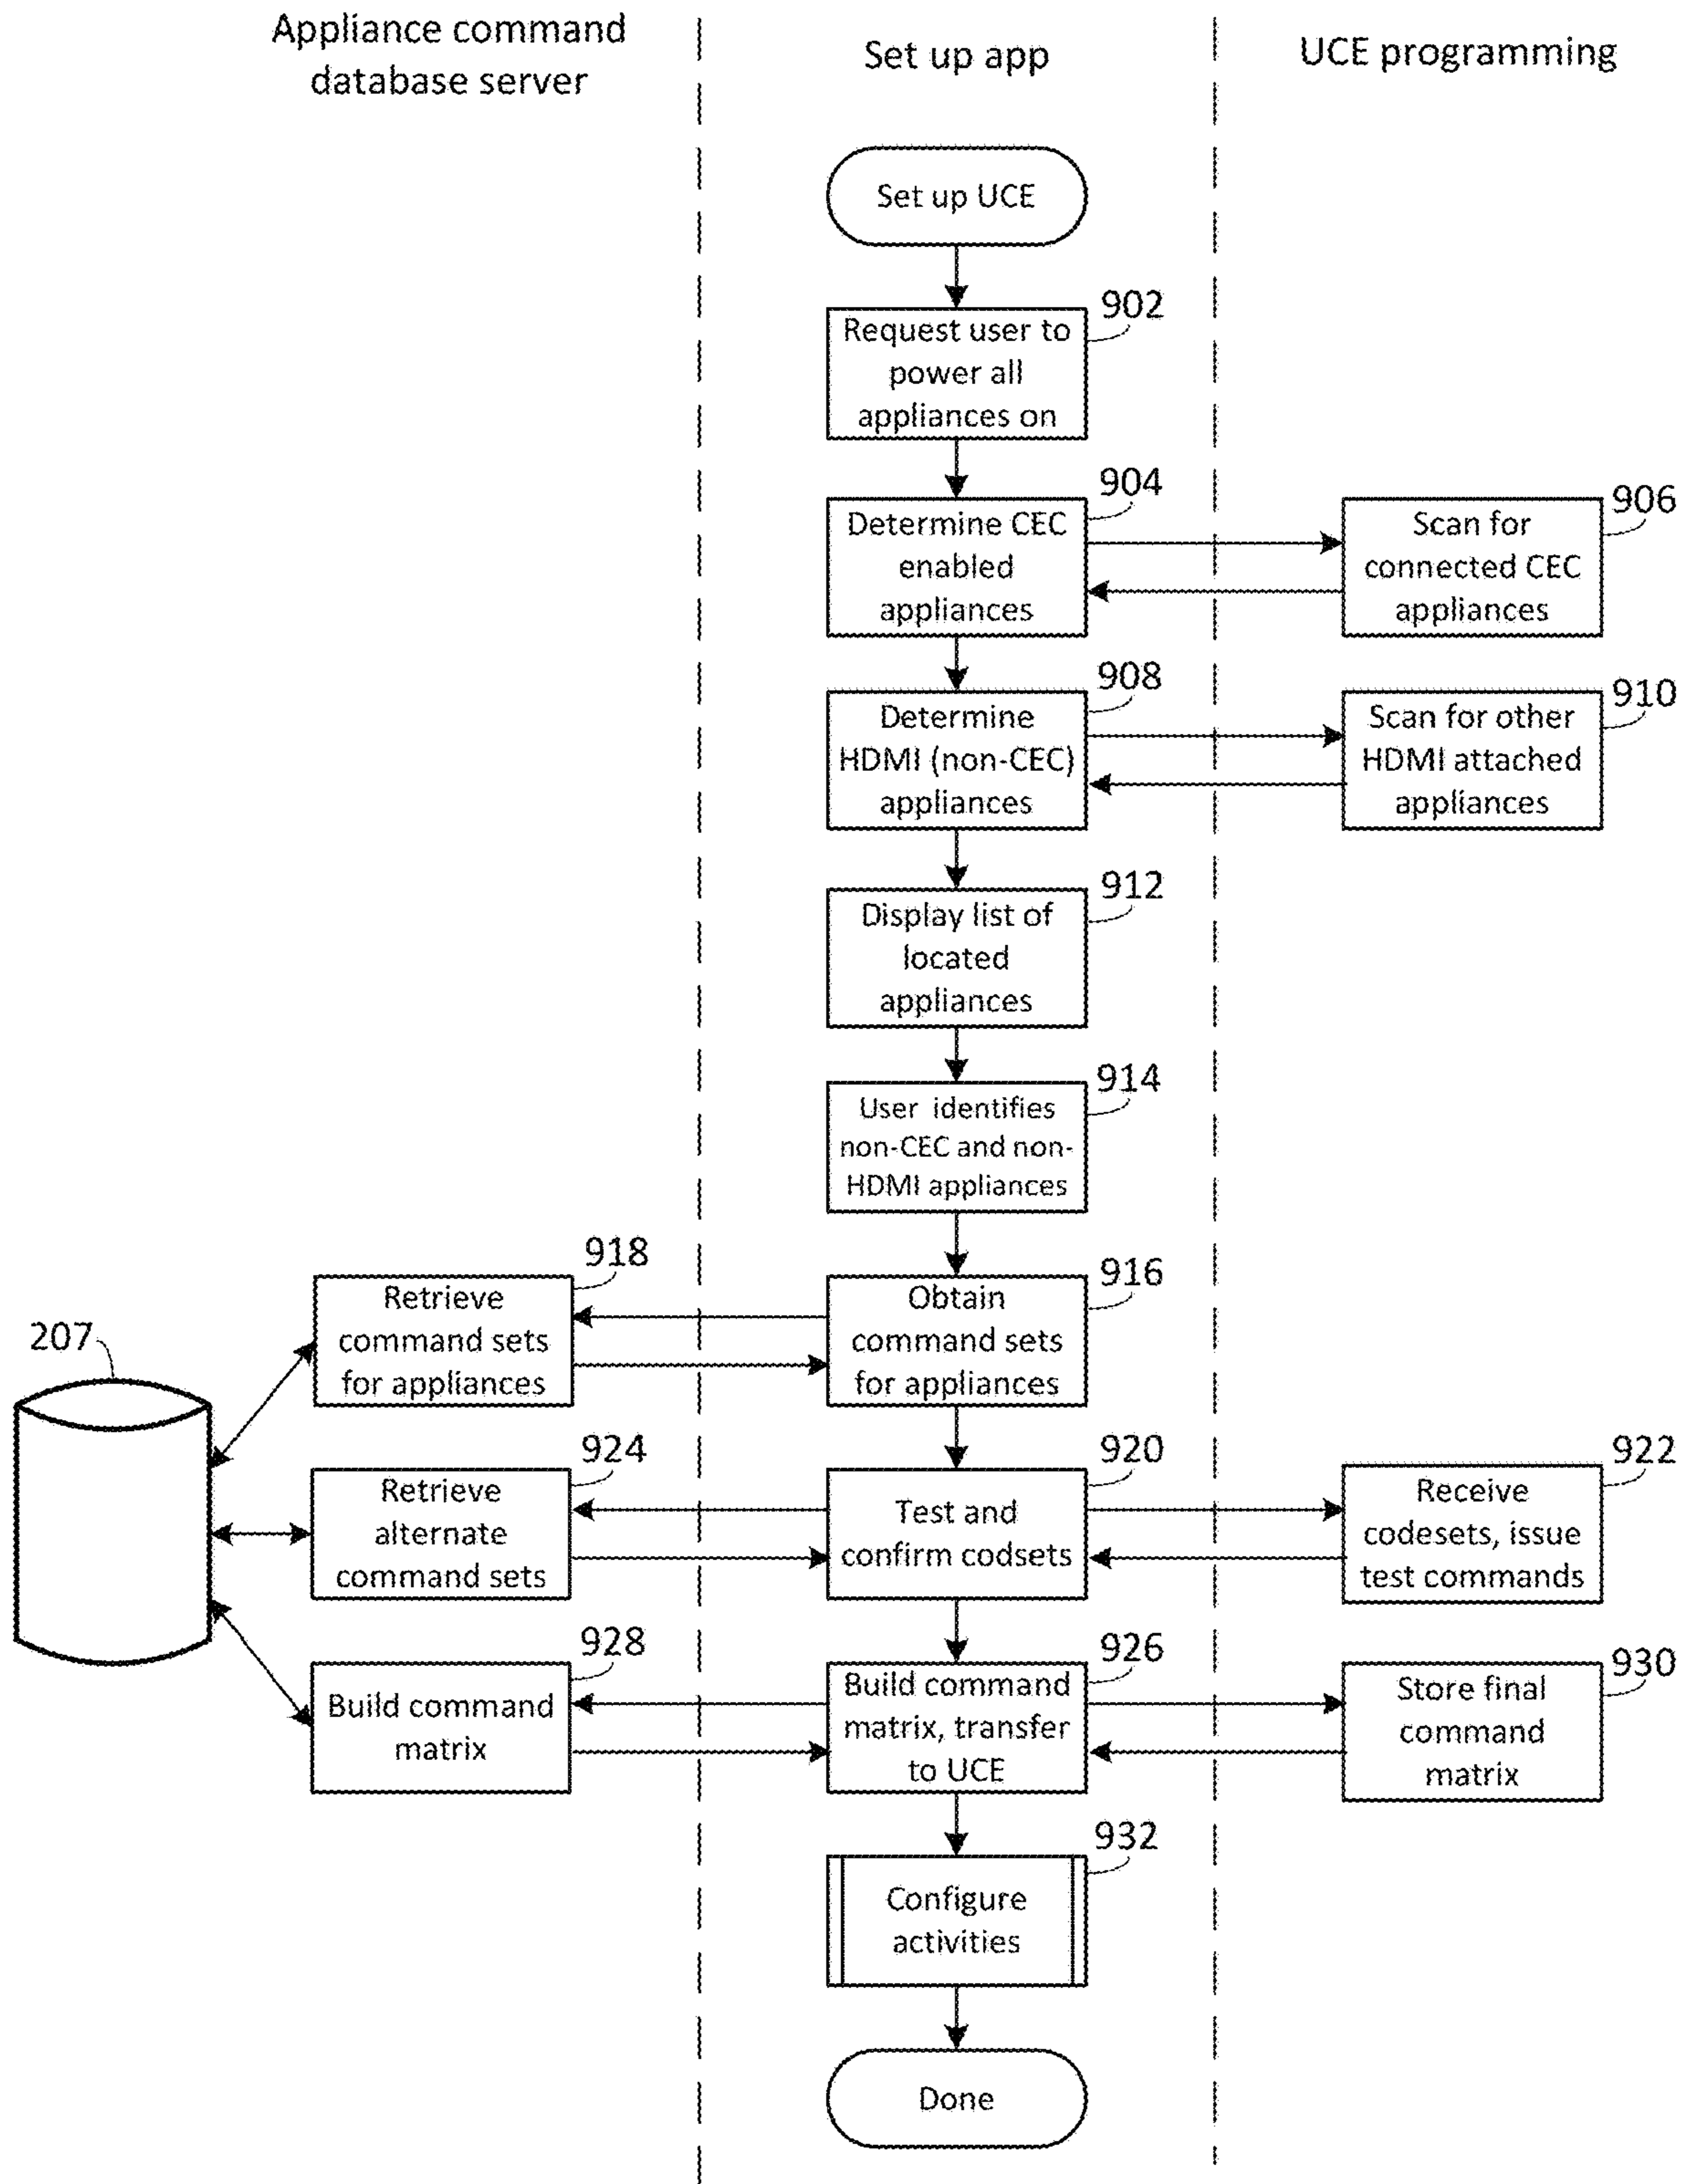 Appliance command
database server
Set up app
UCE programming
Set up UCE
902
Request user to
power all
appliances on
904
Determine CEC
enabled
appliances
906
Scan for
connected CEC
appliances
908
Determine
HDMI (non-CEC)
appliances
910
Scan for other
HDMI attached
appliances
912
Display list of
located
appliances
914
User identifies
non-CEC and non-
HDMI appliances
918
Retrieve
command sets
for appliances
916
Obtain
command sets
for appliances
207
924
Retrieve
alternate
command sets
920
Test and
confirm codsets
922
Receive
codesets, issue
test commands
928
Build command
matrix
926
Build command
matrix, transfer
to UCE
930
Store final
command
matrix
932
Configure
activities
Done